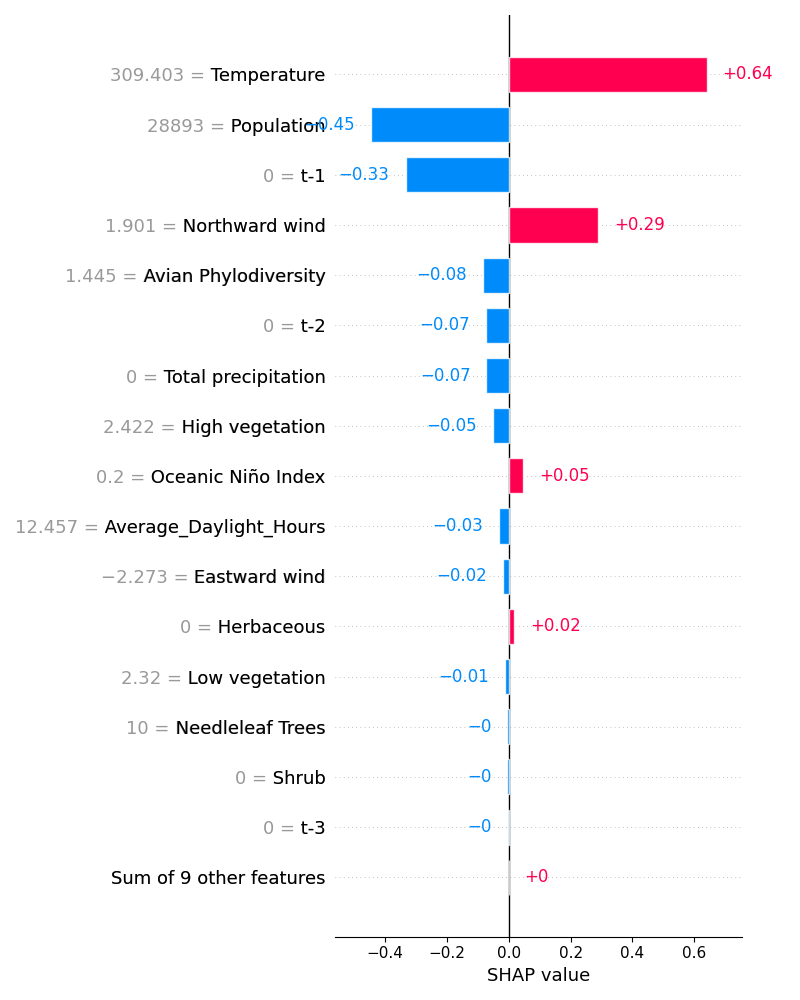 309.403 = Temperature +0.64
28893 = Population −0.45
0 = t-1 −0.33
1.901 = Northward wind +0.29
1.445 = Avian Phylodiversity −0.08
0 = t-2 −0.07
0 = Total precipitation −0.07
2.422 = High vegetation −0.05
0.2 = Oceanic Niño Index +0.05
12.457 = Average_Daylight_Hours −0.03
−2.273 = Eastward wind −0.02
0 = Herbaceous +0.02
2.32 = Low vegetation −0.01
10 = Needleleaf Trees −0
0 = Shrub −0
0 = t-3 −0
Sum of 9 other features +0
−0.4 −0.2 0.0 0.2 0.4 0.6
SHAP value